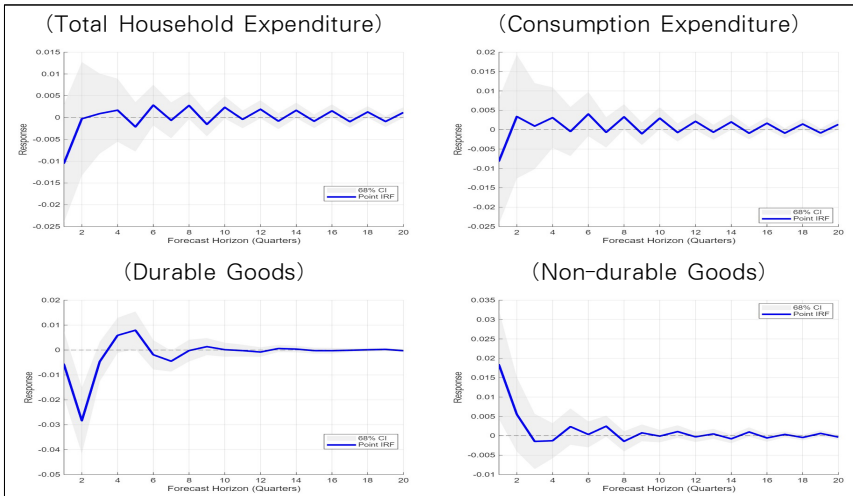 (Total Household Expenditure)
0.015
0.01
0.005
0
-0.005
-0.01
-0.015
-0.02
-0.025
Response
2 4 6 8 10 12 14 16 18 20
Forecast Horizon (Quarters)
68% CI
Point IRF
(Consumption Expenditure)
0.02
0.015
0.01
0.005
0
-0.005
-0.01
-0.015
-0.02
-0.025
Response
2 4 6 8 10 12 14 16 18 20
Forecast Horizon (Quarters)
68% CI
Point IRF
(Durable Goods)
0.02
0.01
0
-0.01
-0.02
-0.03
-0.04
-0.05
Response
2 4 6 8 10 12 14 16 18 20
Forecast Horizon (Quarters)
68% CI
Point IRF
(Non-durable Goods)
0.035
0.03
0.025
0.02
0.015
0.01
0.005
0
-0.005
-0.01
Response
2 4 6 8 10 12 14 16 18 20
Forecast Horizon (Quarters)
68% CI
Point IRF